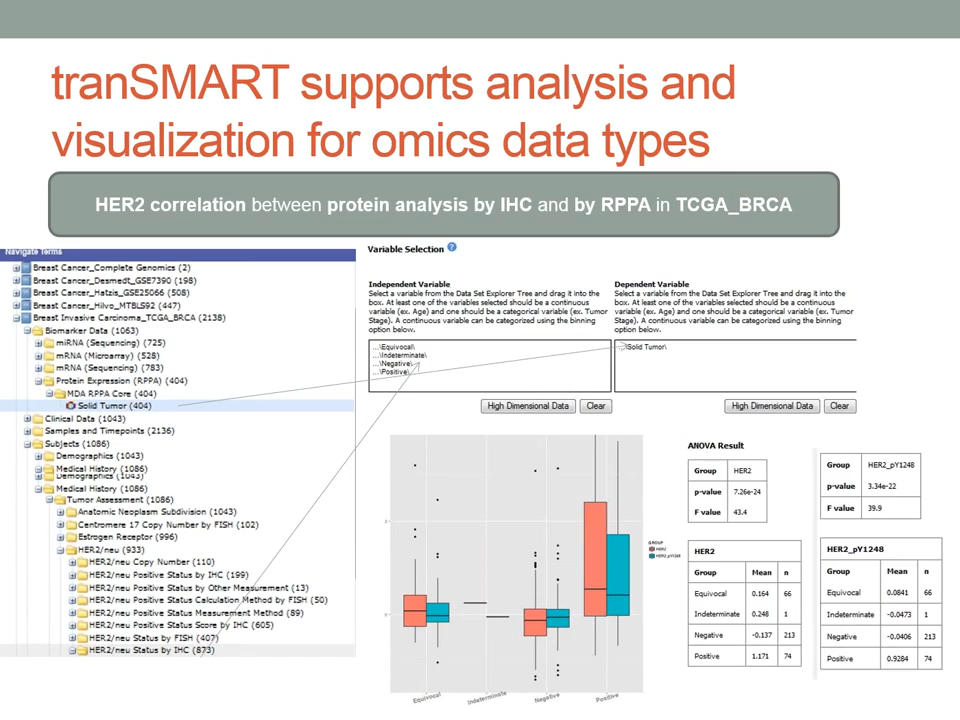 tranSMART supports analysis and
visualization for omics data types
HER2 correlation between protein analysis by IHC and by RPPA in TCGA_BRCA
Navigate Terms
Breast Cancer_Complete Genomics (2)
Breast Cancer_Desmedt_GSE7390 (198)
Breast Cancer_Hatzis_GSE25066 (508)
Breast Cancer_Hilvo_MTBLS92 (447)
Breast Invasive Carcinoma_TCGA_BRCA (2138)
Biomarker Data (1063)
miRNA (Sequencing) (725)
mRNA (Microarray) (528)
mRNA (Sequencing) (783)
Protein Expression (RPPA) (404)
MDA RPPA Core (404)
Solid Tumor (404)
Clinical Data (1043)
Samples and Timepoints (2136)
Subjects (1086)
Demographics (1043)
Medical History (1086)
Demographics (1043)
Medical History (1086)
Tumor Assessment (1086)
Anatomic Neoplasm Subdivision (1043)
Centromere 17 Copy Number by FISH (102)
Estrogen Receptor (996)
HER2/neu (933)
HER2/neu Copy Number (110)
HER2/neu Positive Status by IHC (199)
HER2/neu Positive Status by Other Measurement (13)
HER2/neu Positive Status Calculation Method by FISH (50)
HER2/neu Positive Status Measurement Method (89)
HER2/neu Positive Status Score by IHC (605)
HER2/neu Status by FISH (407)
HER2/neu Status by IHC (873)
Variable Selection ?
Independent Variable
Select a variable from the Data Set Explorer Tree and drag it into the
box. At least one of the variables selected should be a continuous
variable (ex. Age) and one should be a categorical variable (ex. Tumor
Stage). A continuous variable can be categorized using the binning
option below.
...\Equivocal\
...\Indeterminate\
...\Negative\
...\Positive\
High Dimensional Data Clear
Dependent Variable
Select a variable from the Data Set Explorer Tree and drag it into the
box. At least one of the variables selected should be a continuous
variable (ex. Age) and one should be a categorical variable (ex. Tumor
Stage). A continuous variable can be categorized using the binning
option below.
...\Solid Tumor\
High Dimensional Data Clear
GROUP
HER2
HER2_pY1248
Equivocal Indeterminate Negative Positive
ANOVA Result
Group HER2
p-value 7.26e-24
F value 43.4
Group HER2_pY1248
p-value 3.34e-22
F value 39.9
HER2
Group Mean n
Equivocal 0.164 66
Indeterminate 0.248 1
Negative -0.137 213
Positive 1.171 74
HER2_pY1248
Group Mean n
Equivocal 0.0841 66
Indeterminate -0.0473 1
Negative -0.0406 213
Positive 0.9284 74